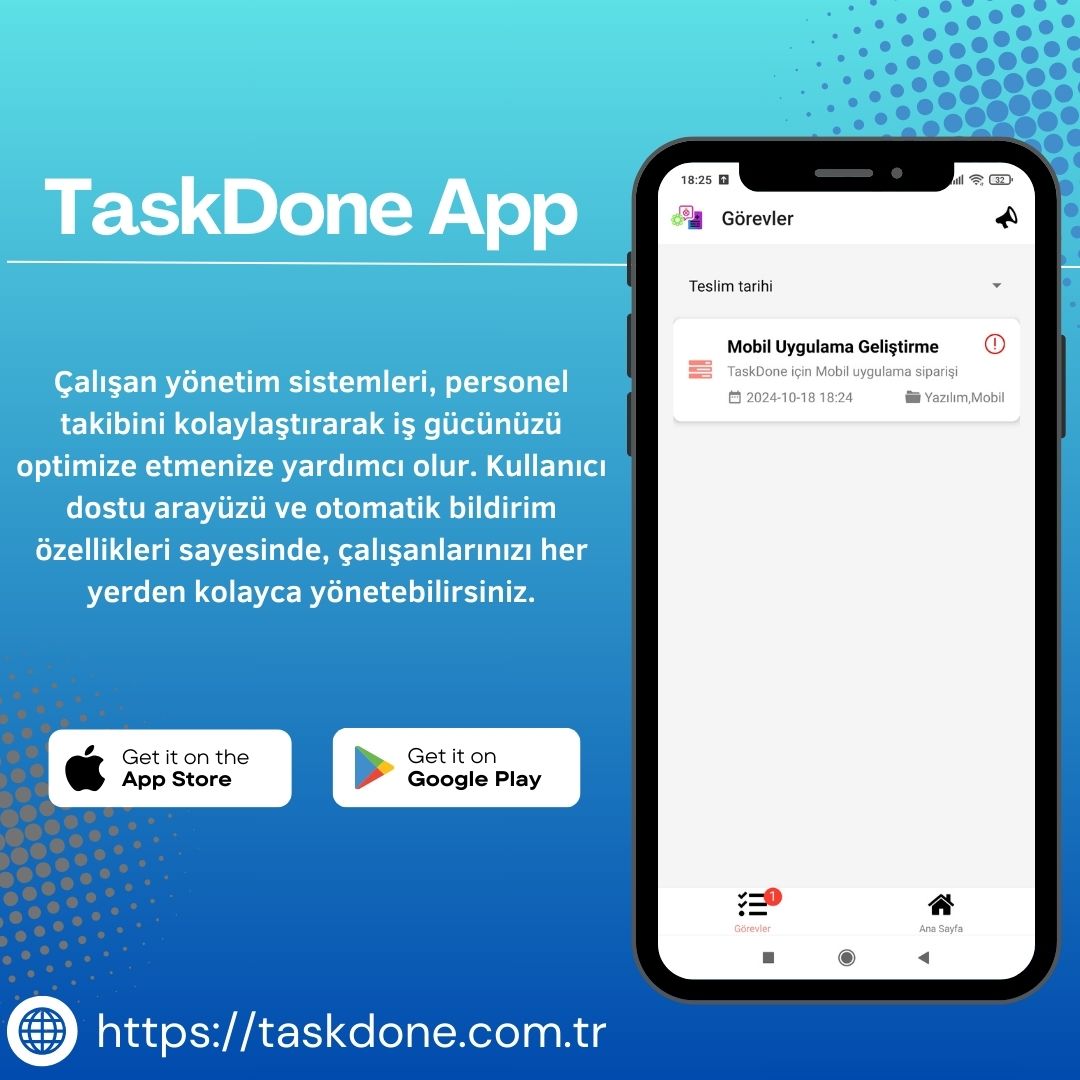 TaskDone App
Çalışan yönetim sistemleri, personel
takibini kolaylaştırarak iş gücünüzü
optimize etmenize yardımcı olur. Kullanıcı
dostu arayüzü ve otomatik bildirim
özellikleri sayesinde, çalışanlarınızı her
yerden kolayca yönetebilirsiniz.
Get it on the
App Store
Get it on
Google Play
https://taskdone.com.tr
18:25
32
Görevler
Teslim tarihi
Mobil Uygulama Geliştirme
TaskDone için Mobil uygulama siparişi
2024-10-18 18:24 Yazılım,Mobil
1
Görevler Ana Sayfa